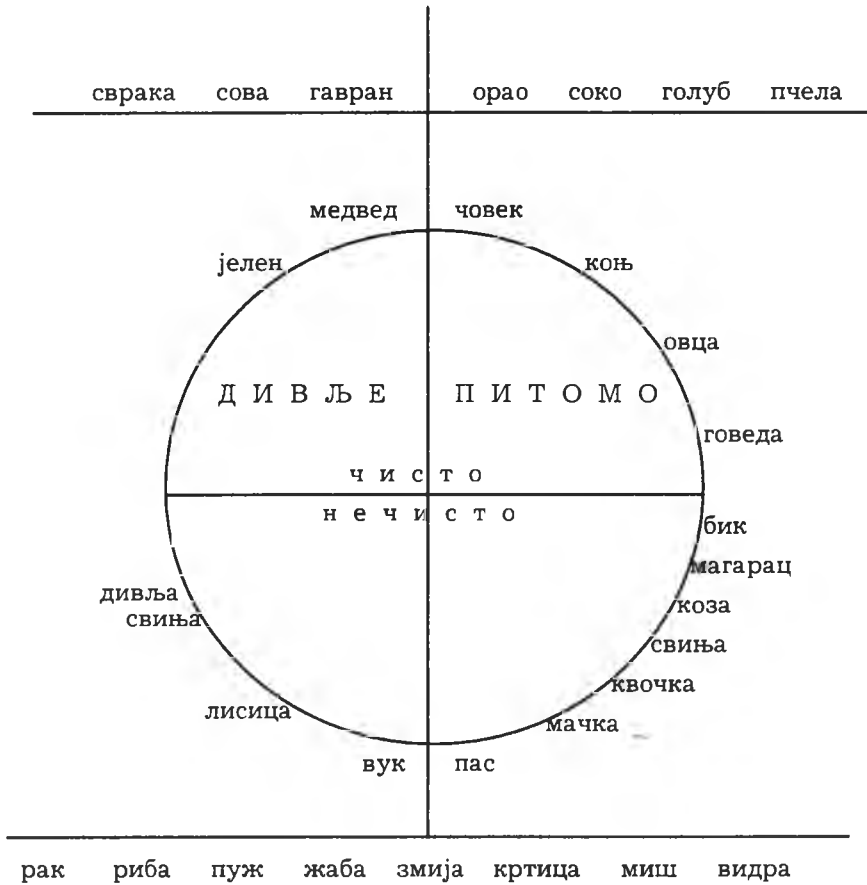 сврака сова гавран орао соко голуб пчела
медвед човек
јелен коњ
овца
ДИВЉЕ ПИТОМО
говеда
чисто
нечисто
бик
магарац
дивља
свиња
коза
свиња
квочка
лисица
мачка
вук пас
рак риба пуж жаба змија кртица миш видра